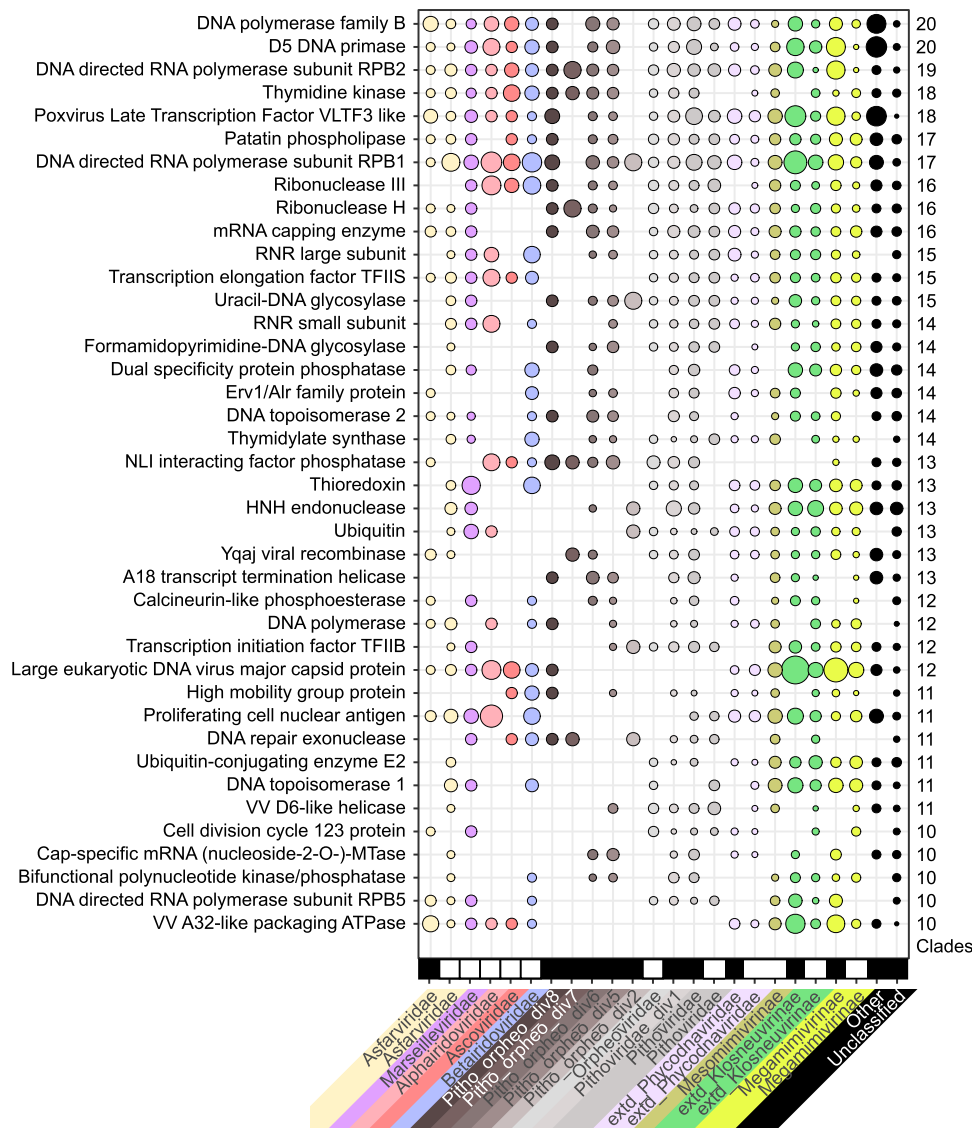 DNA polymerase family B 20
D5 DNA primase 20
DNA directed RNA polymerase subunit RPB2 19
Thymidine kinase 18
Poxvirus Late Transcription Factor VLTF3 like 18
Patatin phospholipase 17
DNA directed RNA polymerase subunit RPB1 17
Ribonuclease III 16
Ribonuclease H 16
mRNA capping enzyme 16
RNR large subunit 15
Transcription elongation factor TFIIS 15
Uracil-DNA glycosylase 15
RNR small subunit 14
Formamidopyrimidine-DNA glycosylase 14
Dual specificity protein phosphatase 14
Erv1/Alr family protein 14
DNA topoisomerase 2 14
Thymidylate synthase 14
NLI interacting factor phosphatase 13
Thioredoxin 13
HNH endonuclease 13
Ubiquitin 13
Yqaj viral recombinase 13
A18 transcript termination helicase 13
Calcineurin-like phosphoesterase 12
DNA polymerase 12
Transcription initiation factor TFIIB 12
Large eukaryotic DNA virus major capsid protein 12
High mobility group protein 11
Proliferating cell nuclear antigen 11
DNA repair exonuclease 11
Ubiquitin-conjugating enzyme E2 11
DNA topoisomerase 1 11
VV D6-like helicase 11
Cell division cycle 123 protein 10
Cap-specific mRNA (nucleoside-2-O-)-MTase 10
Bifunctional polynucleotide kinase/phosphatase 10
DNA directed RNA polymerase subunit RPB5 10
VV A32-like packaging ATPase 10
Clades
Asfarviridae
Asfarviridae
Marseilleviridae
Alphairidoviridae
Ascoviridae
Betairidoviridae
Pitho_orpheo_div8
Pitho_orpheo_div7
Pitho_orpheo_div6
Pitho_orpheo_div5
Pitho_orpheo_div2
Orpheoviridae
Pithoviridae
Pithoviridae
extd_Phycodnaviridae
extd_Phycodnaviridae
Mesomimivirinae
extd_Klosneuvirinae
extd_Klosneuvirinae
Megamimivirinae
Megamimivirinae
Other
Unclassified